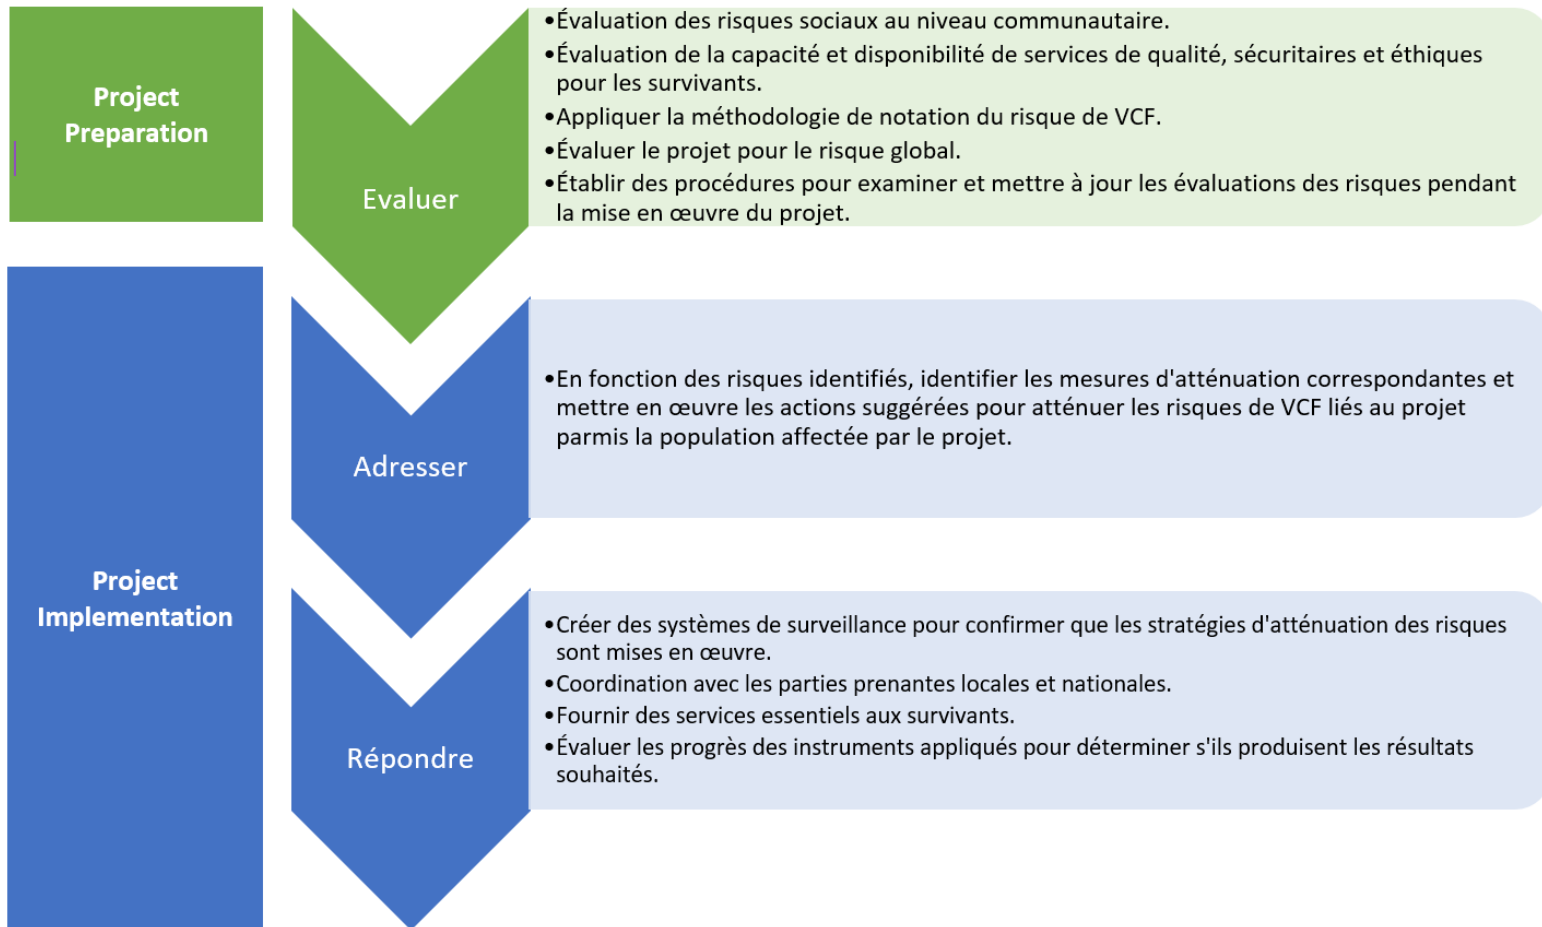 Project
Preparation
Evaluer
•Évaluation des risques sociaux au niveau communautaire.
•Évaluation de la capacité et disponibilité de services de qualité, sécuritaires et éthiques
pour les survivants.
•Appliquer la méthodologie de notation du risque de VCF.
•Évaluer le projet pour le risque global.
•Établir des procédures pour examiner et mettre à jour les évaluations des risques pendant
la mise en œuvre du projet.
Project
Implementation
Adresser
•En fonction des risques identifiés, identifier les mesures d'atténuation correspondantes et
mettre en œuvre les actions suggérées pour atténuer les risques de VCF liés au projet
parmis la population affectée par le projet.
Répondre
•Créer des systèmes de surveillance pour confirmer que les stratégies d'atténuation des risques
sont mises en œuvre.
•Coordination avec les parties prenantes locales et nationales.
•Fournir des services essentiels aux survivants.
•Évaluer les progrès des instruments appliqués pour déterminer s'ils produisent les résultats
souhaités.